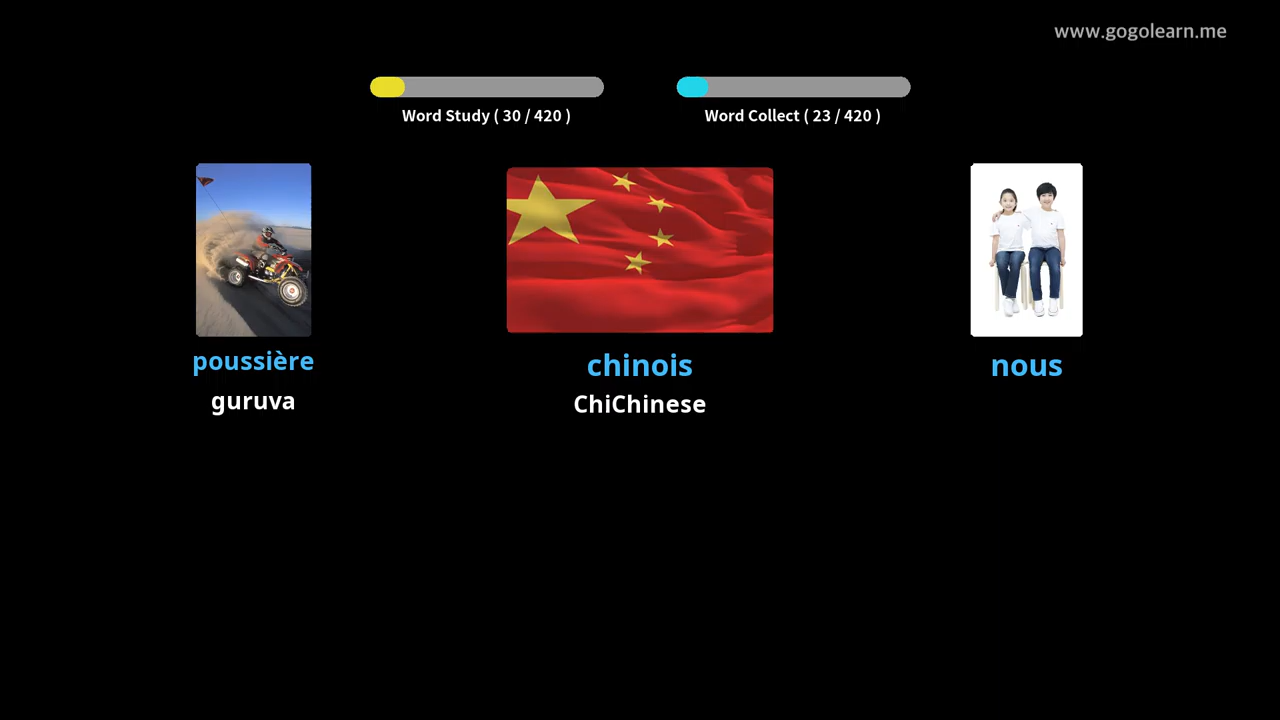 www.gogolearn.me
Word Study ( 30 / 420 )
Word Collect ( 23 / 420 )
poussière
chinois
nous
guruva
ChiChinese